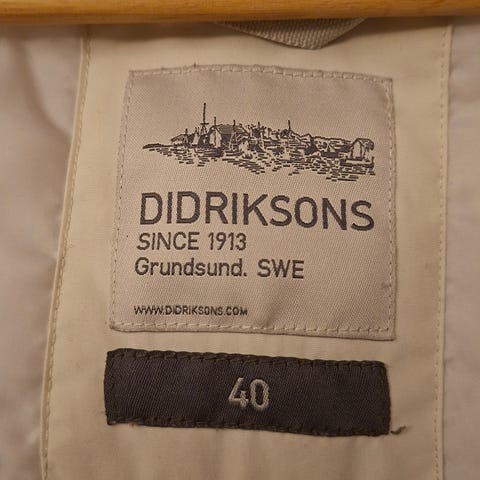 DIDRIKSONS
SINCE 1913
Grundsund. SWE
WWW.DIDRIKSONS.COM
40